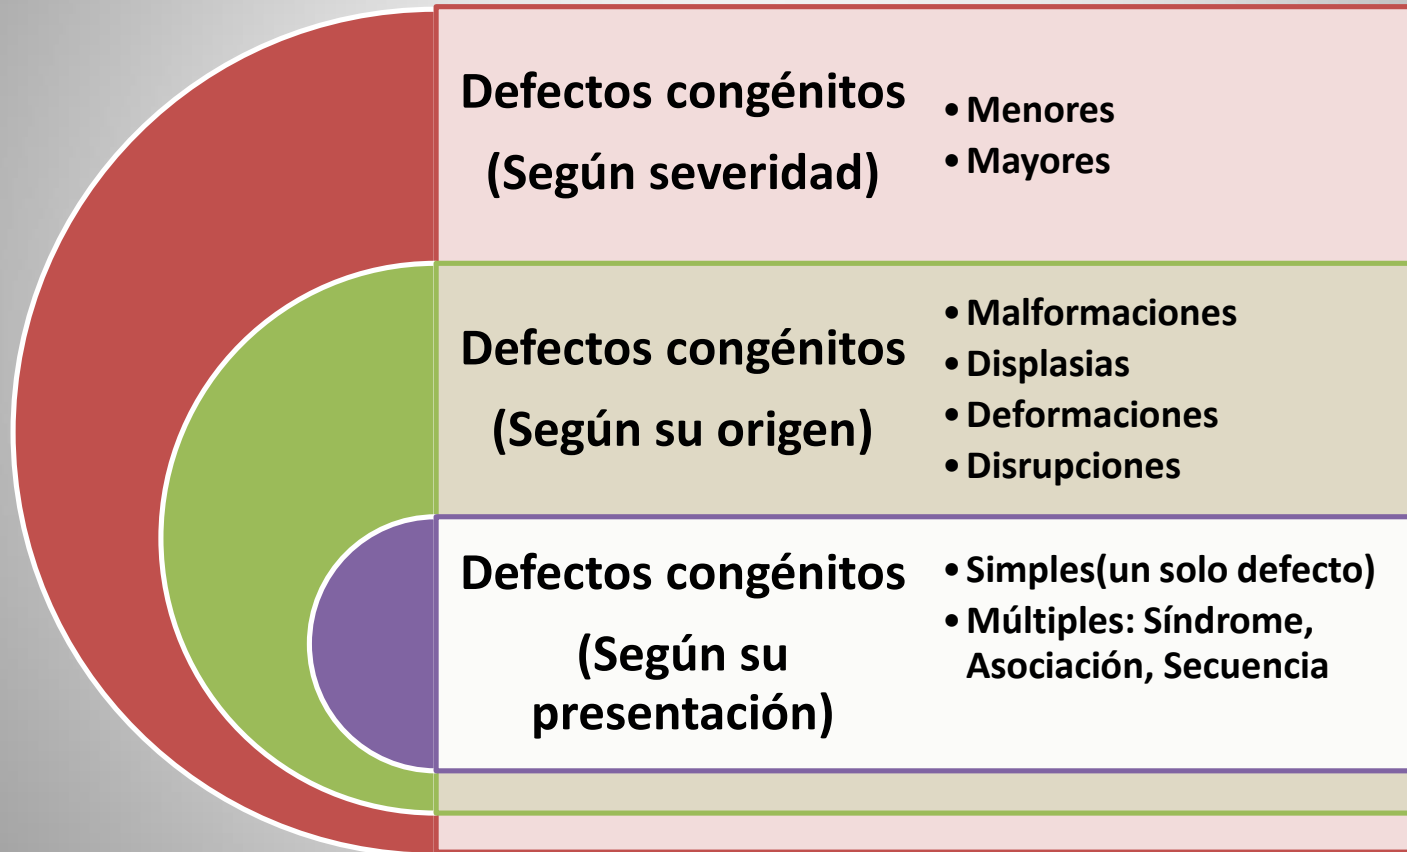 Defectos congénitos
(Según severidad)
•Menores
•Mayores
Defectos congénitos
(Según su origen)
•Malformaciones
•Displasias
•Deformaciones
•Disrupciones
Defectos congénitos
(Según su
presentación)
•Simples(un solo defecto)
•Múltiples: Síndrome,
Asociación, Secuencia